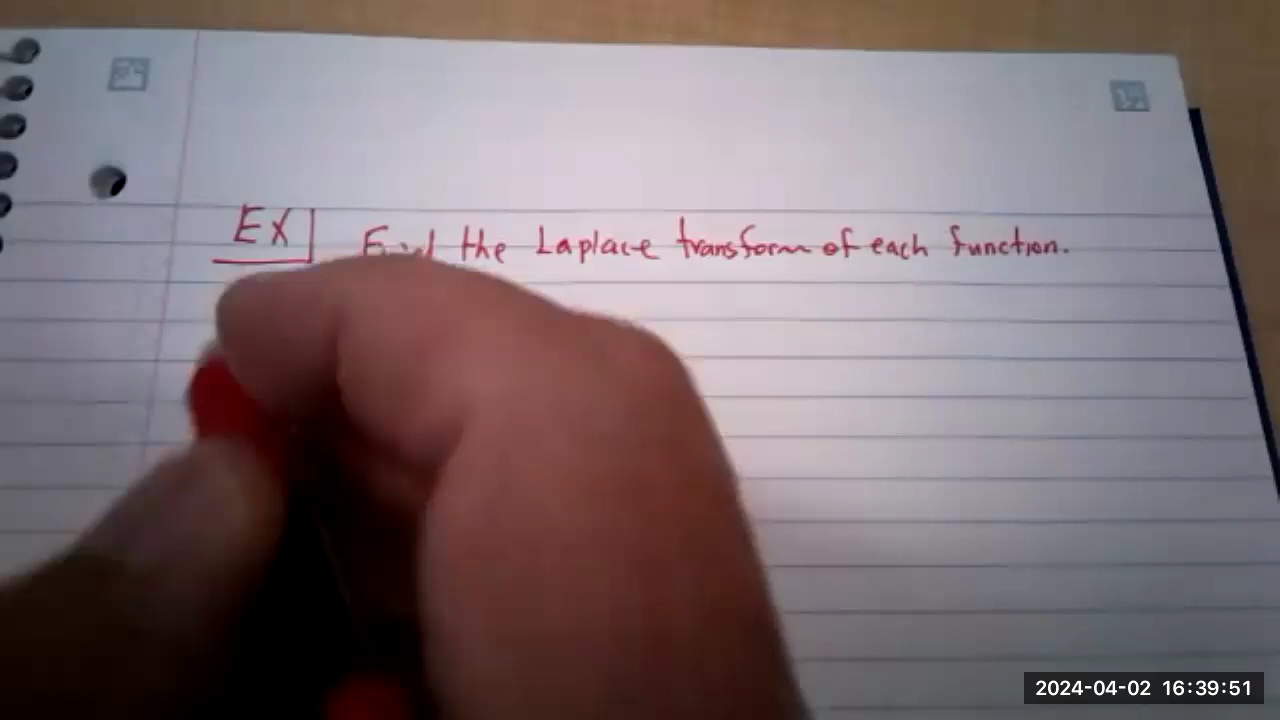 EX Find the Laplace transform of each function.
2024-04-02 16:39:51